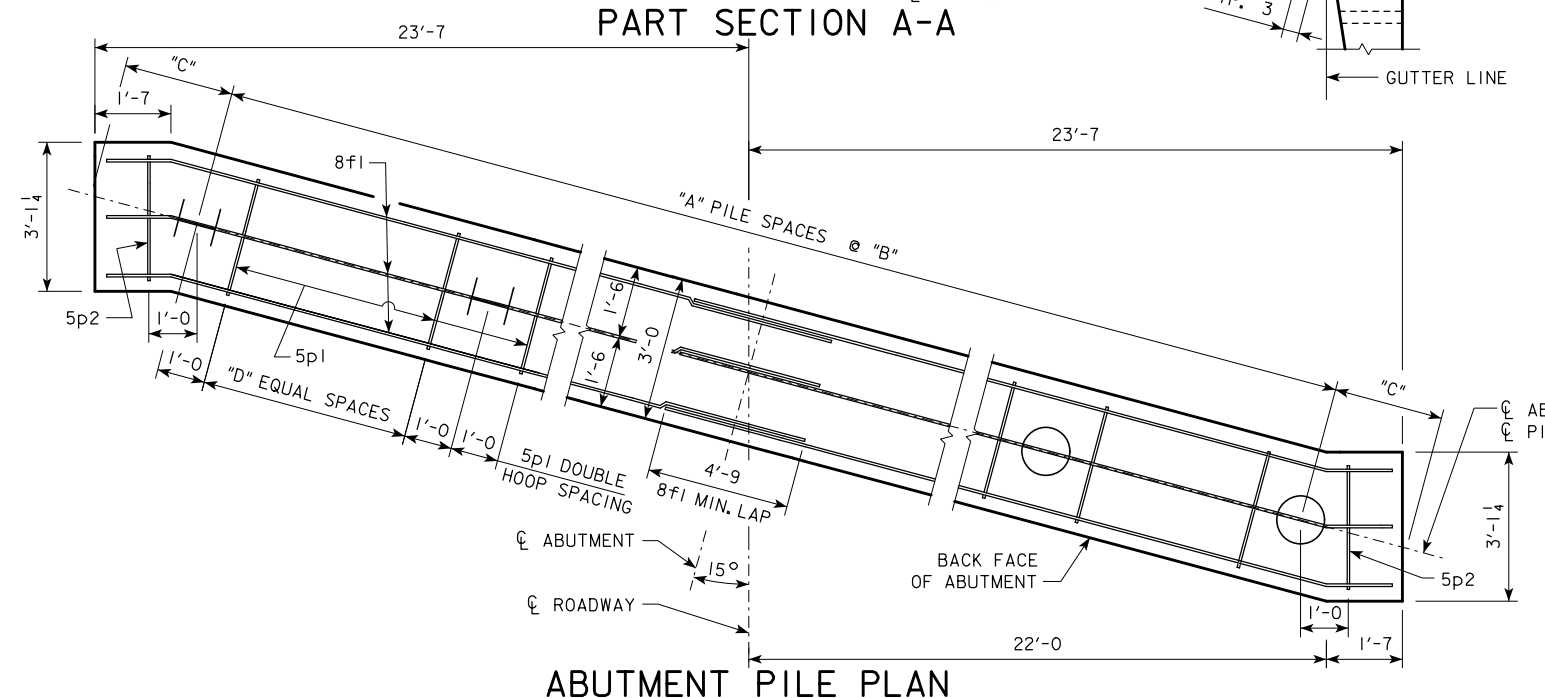 PART SECTION A-A
r. 3
GUTTER LINE
23'-7
"C"
1'-7
23'-7
8f1
"A" PILE SPACES @ "B"
3'-1 1/4
1'-6
3'-0
1'-6
5p2
1'-0
5p1
1'-0
"D" EQUAL SPACES
1'-0
1'-0
5p1 DOUBLE
HOOP SPACING
4'-9
8f1 MIN. LAP
"C"
℄ AB
℄ PI
3'-1 1/4
℄ ABUTMENT
15°
BACK FACE
OF ABUTMENT
5p2
℄ ROADWAY
1'-0
22'-0
1'-7
ABUTMENT PILE PLAN